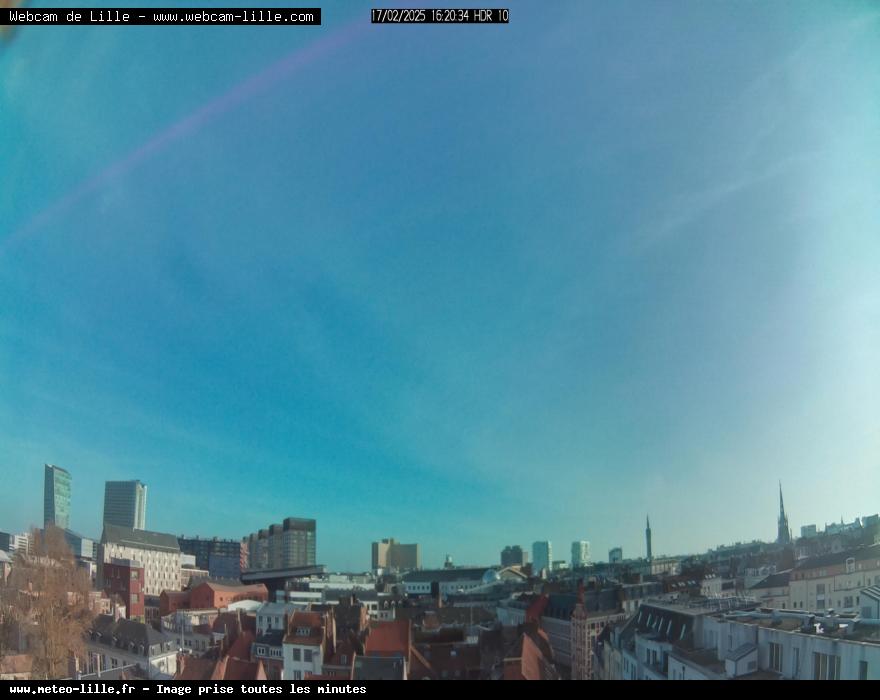 Webcam de Lille - www.webcam-lille.com
17/02/2025 16:20:34 HDR 10
www.meteo-lille.fr - Image prise toutes les minutes